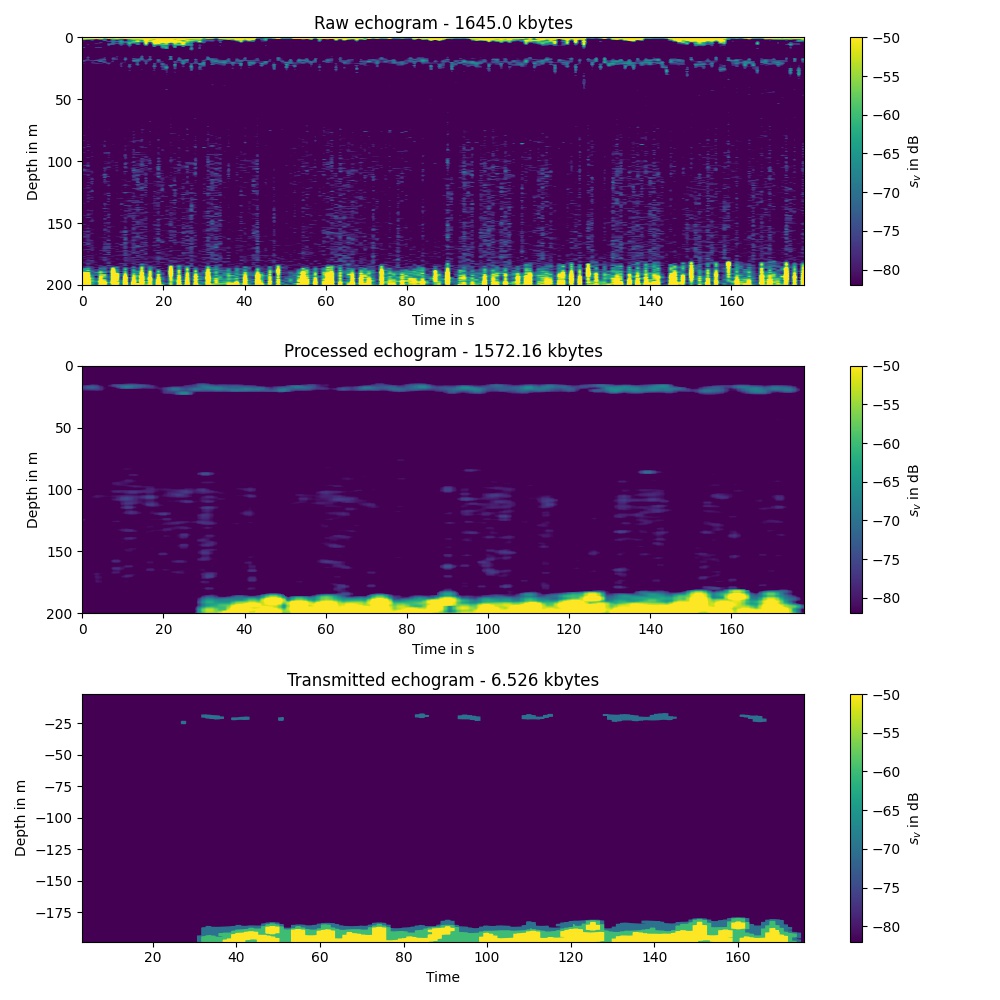 Raw echogram - 1645.0 kbytes
0
50
100
150
200
Depth in m
0 20 40 60 80 100 120 140 160
Time in s
−50
−55
−60
−65
−70
−75
−80
sv in dB
Processed echogram - 1572.16 kbytes
0
50
100
150
200
Depth in m
0 20 40 60 80 100 120 140 160
Time in s
−50
−55
−60
−65
−70
−75
−80
sv in dB
Transmitted echogram - 6.526 kbytes
−25
−50
−75
−100
−125
−150
−175
Depth in m
20 40 60 80 100 120 140 160
Time
−50
−55
−60
−65
−70
−75
−80
sv in dB